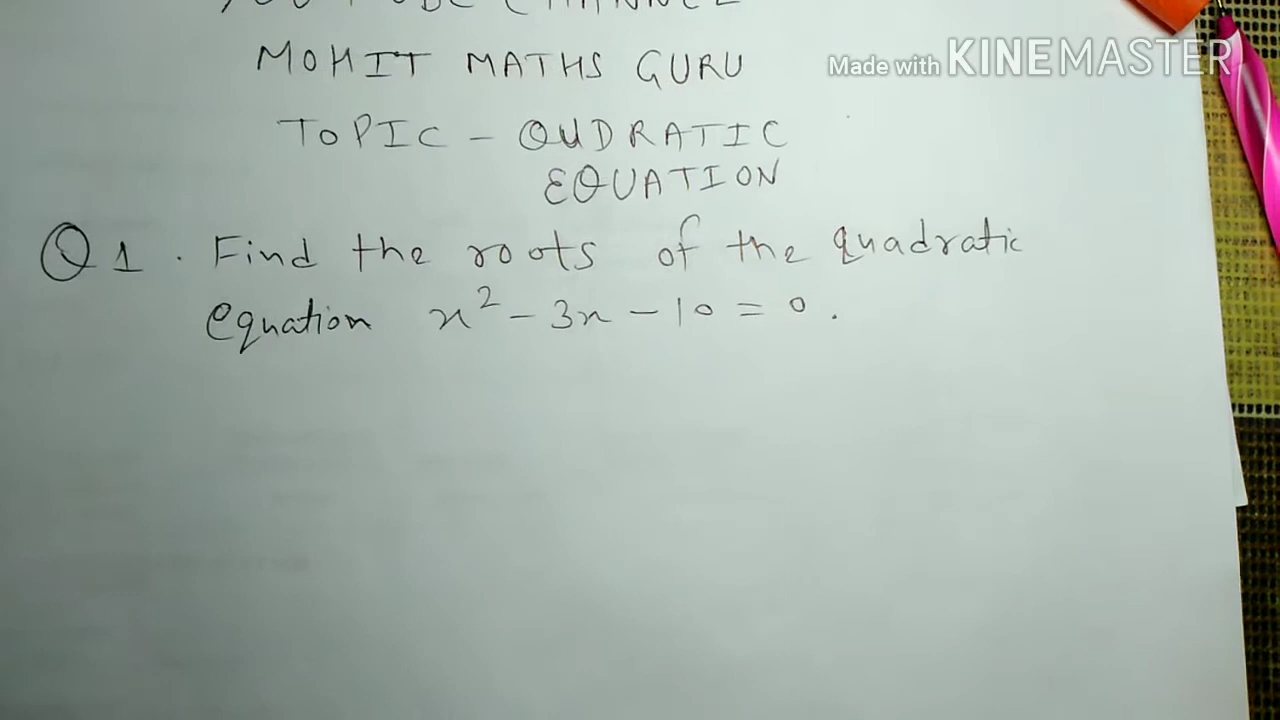 MOHIT MATHS GURU
Made with KINEMASTER
TOPIC - QUDRATIC
EQUATION
Q1. Find the roots of the quadratic
equation x² - 3x - 10 = 0.